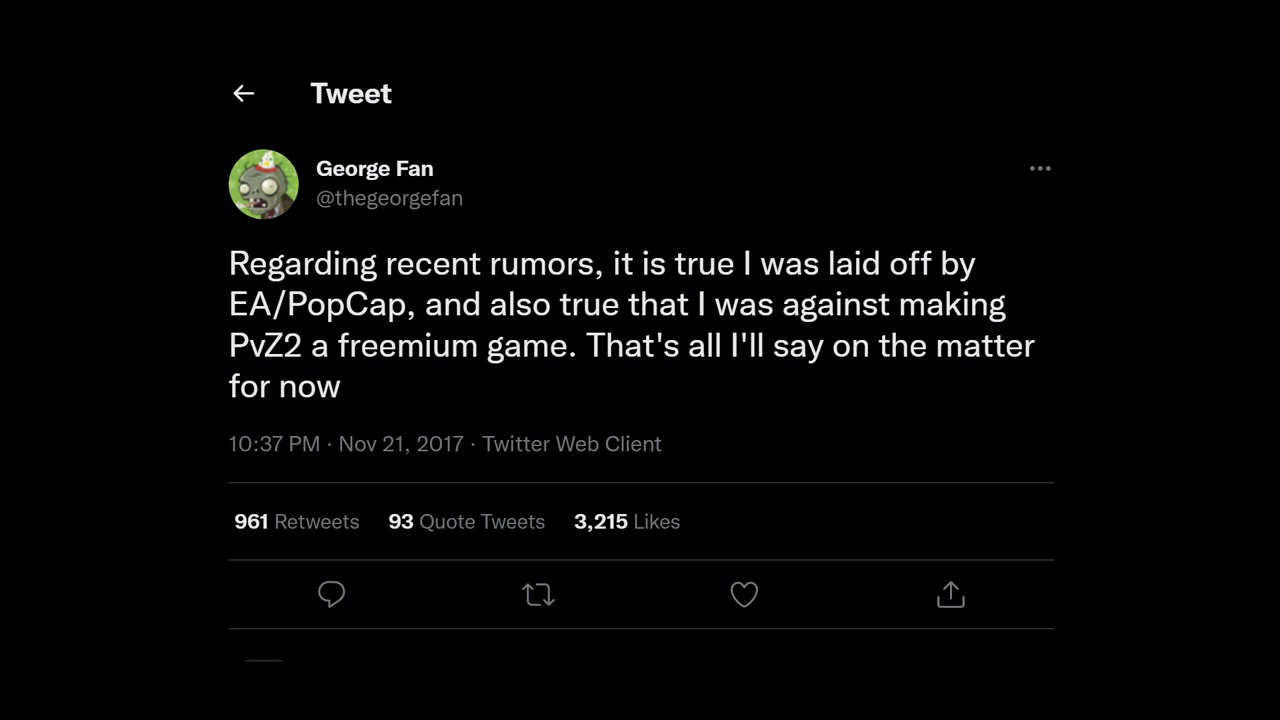 Tweet
George Fan
@thegeorgefan
Regarding recent rumors, it is true I was laid off by
EA/PopCap, and also true that I was against making
PvZ2 a freemium game. That's all I'll say on the matter
for now
10:37 PM · Nov 21, 2017 · Twitter Web Client
961 Retweets 93 Quote Tweets 3,215 Likes